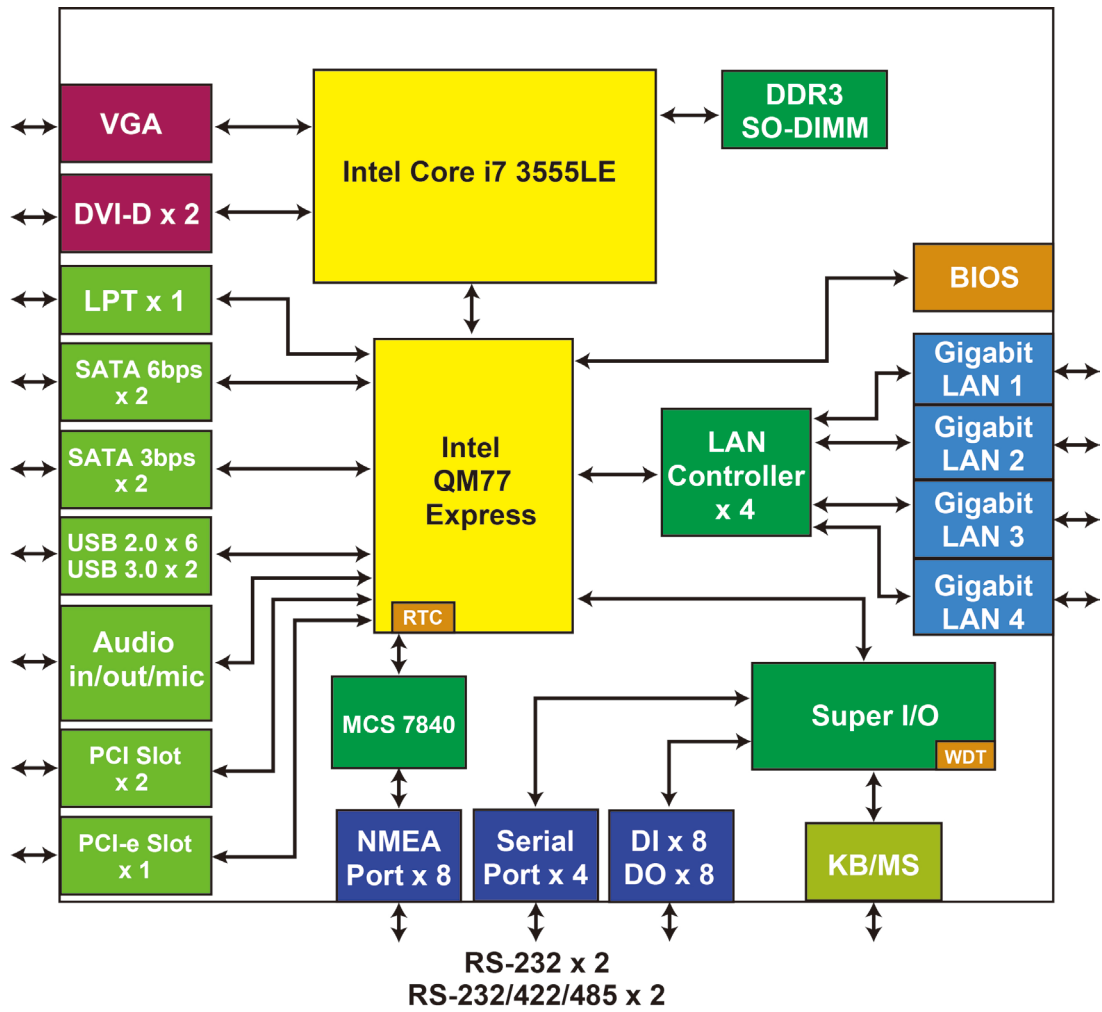 VGA
DVI-D x 2
LPT x 1
SATA 6bps
x 2
SATA 3bps
x 2
USB 2.0 x 6
USB 3.0 x 2
Audio
in/out/mic
PCI Slot
x 2
PCI-e Slot
x 1
Intel Core i7 3555LE
DDR3
SO-DIMM
Intel
QM77
Express
RTC
BIOS
LAN
Controller
x 4
Gigabit
LAN 1
Gigabit
LAN 2
Gigabit
LAN 3
Gigabit
LAN 4
MCS 7840
Super I/O
WDT
NMEA
Port x 8
Serial
Port x 4
DI x 8
DO x 8
KB/MS
RS-232 x 2
RS-232/422/485 x 2